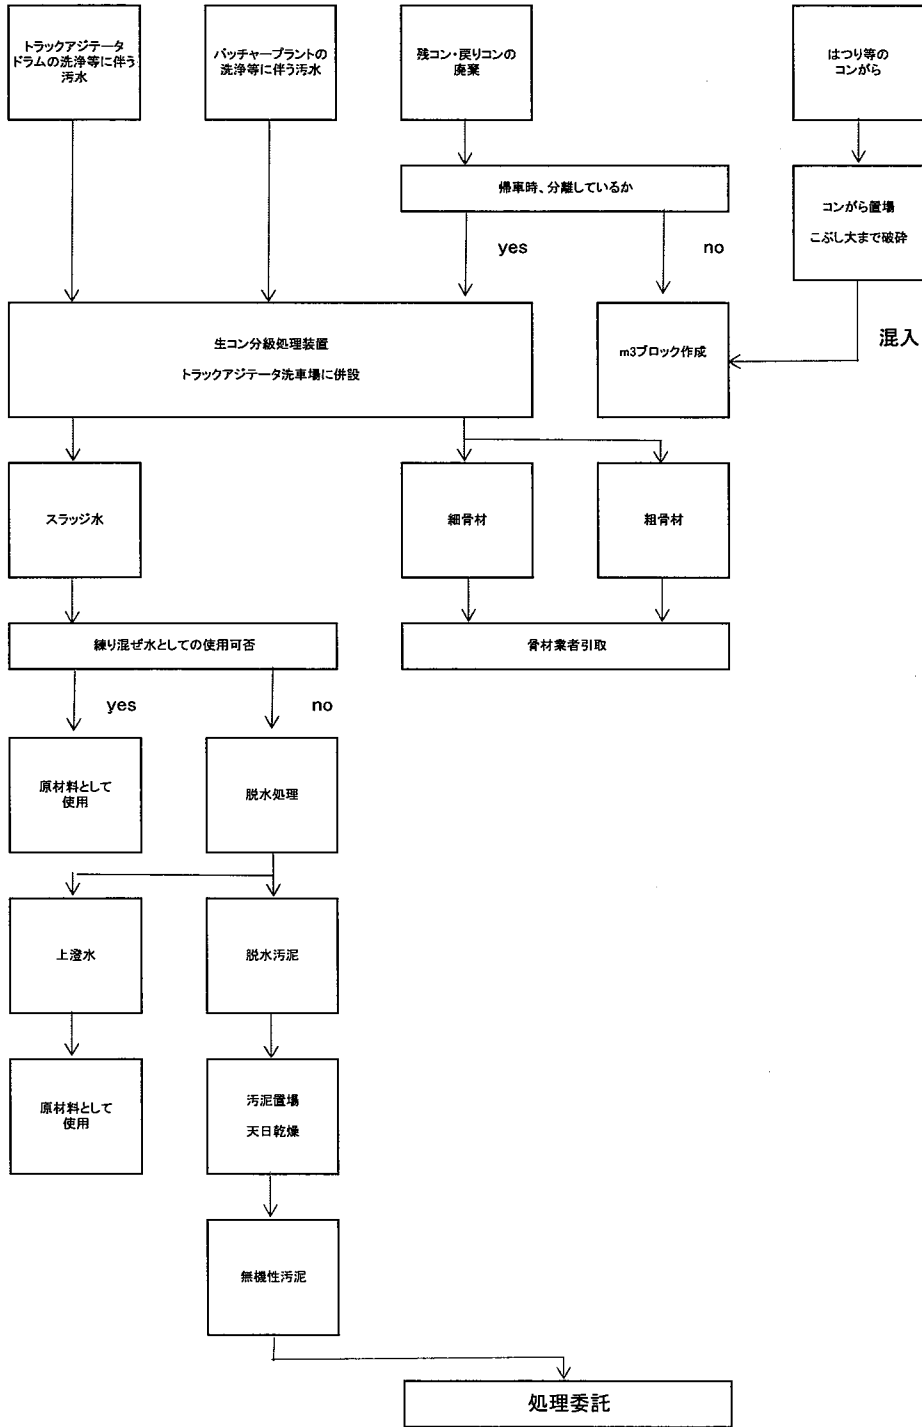 トラックアジテータ
ドラムの洗浄等に伴う
汚水
バッチャープラントの
洗浄等に伴う汚水
残コン・戻りコンの
廃棄
はつり等の
コンがら
帰車時、分離しているか
コンがら置場
こぶし大まで破砕
yes
no
混入
生コン分級処理装置
トラックアジテータ洗車場に併設
m3ブロック作成
スラッジ水
細骨材
粗骨材
練り混ぜ水としての使用可否
骨材業者引取
yes
no
原材料として
使用
脱水処理
上澄水
脱水汚泥
原材料として
使用
汚泥置場
天日乾燥
無機性汚泥
処理委託